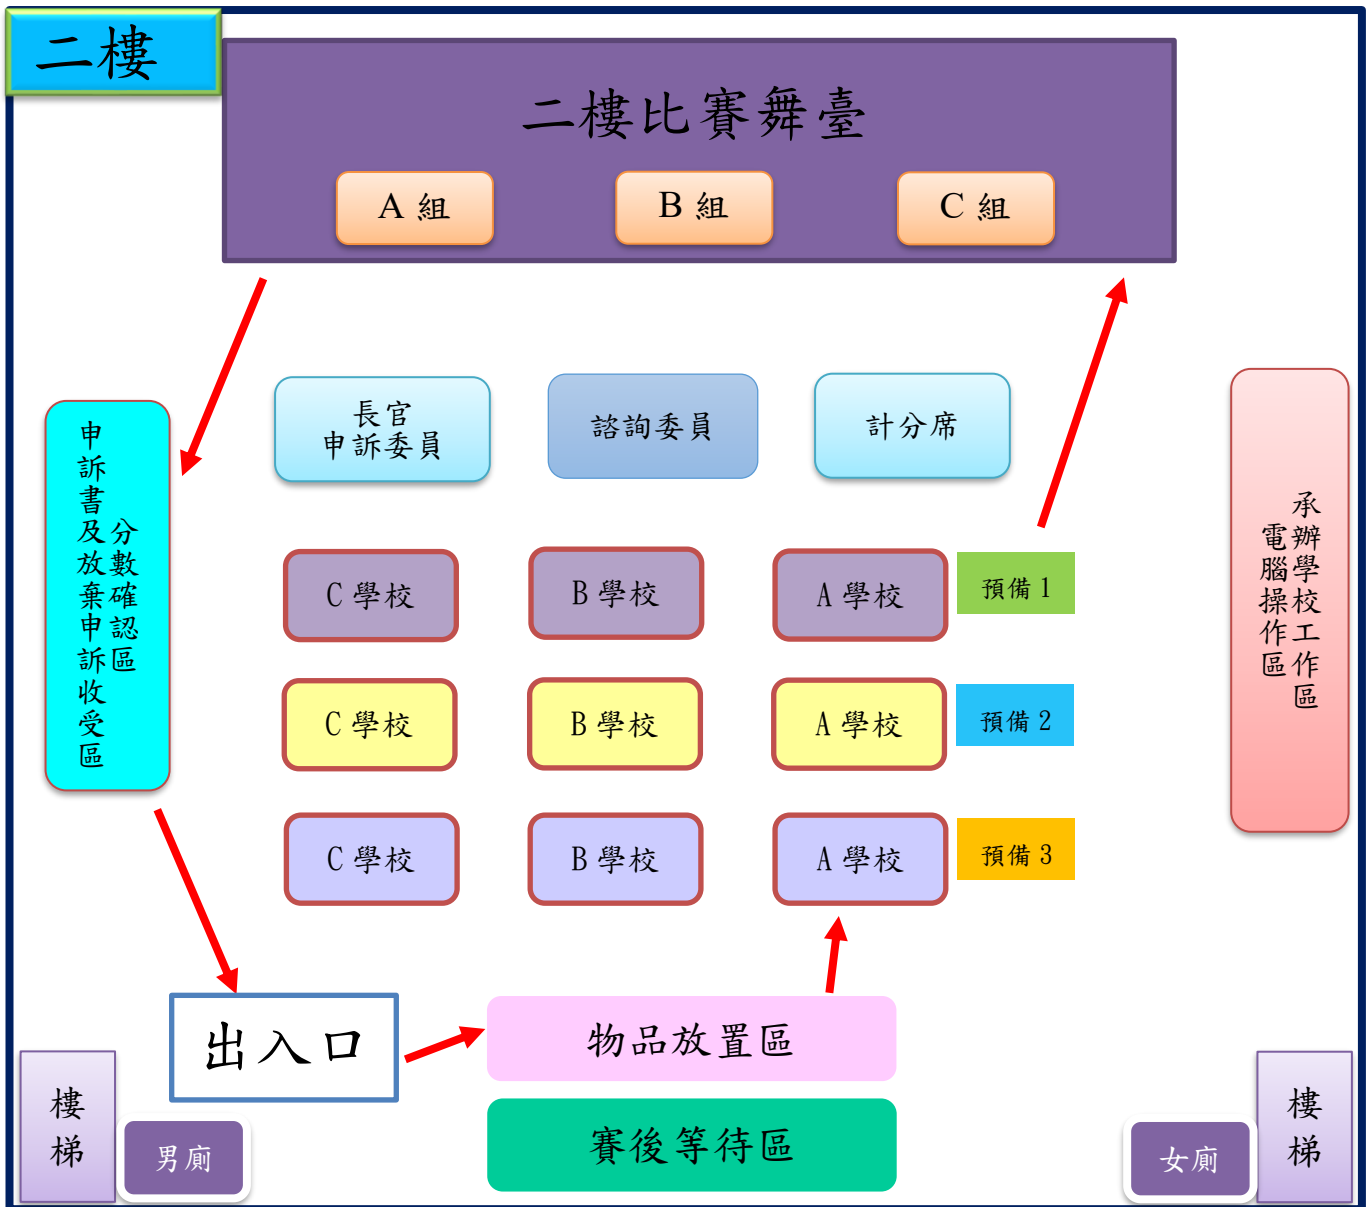 二樓
二樓比賽舞臺
A 組
B 組
C 組
長官
申訴委員
諮詢委員
計分席
申訴書及放棄申訴收受區
分數確認區
承辦學校工作區
電腦操作區
C 學校
B 學校
A 學校
預備 1
C 學校
B 學校
A 學校
預備 2
C 學校
B 學校
A 學校
預備 3
出入口
物品放置區
賽後等待區
樓梯
男廁
女廁
樓梯